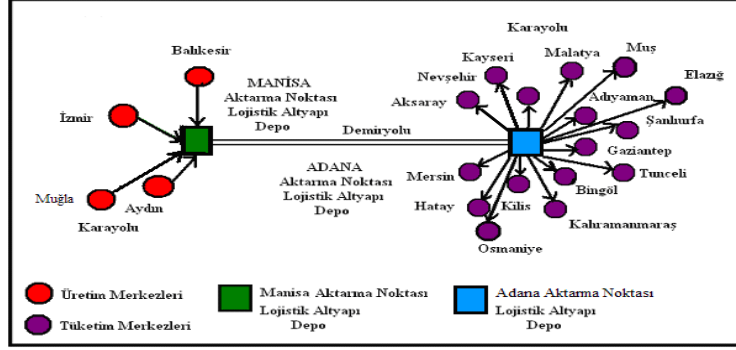 Karayolu
Balıkesir
Kayseri
Malatya
Muş
Nevşehir
Elazığ
MANİSA
Aktarma Noktası
Lojistik Altyapı
Depo
Aksaray
Adıyaman
İzmir
Şanlıurfa
Demiryolu
Gaziantep
ADANA
Aktarma Noktası
Lojistik Altyapı
Depo
Mersin
Tunceli
Bingöl
Muğla
Aydın
Hatay
Kilis
Karayolu
Kahramanmaraş
Osmaniye
Üretim Merkezleri
Manisa Aktarma Noktası
Lojistik Altyapı
Depo
Adana Aktarma Noktası
Lojistik Altyapı
Depo
Tüketim Merkezleri